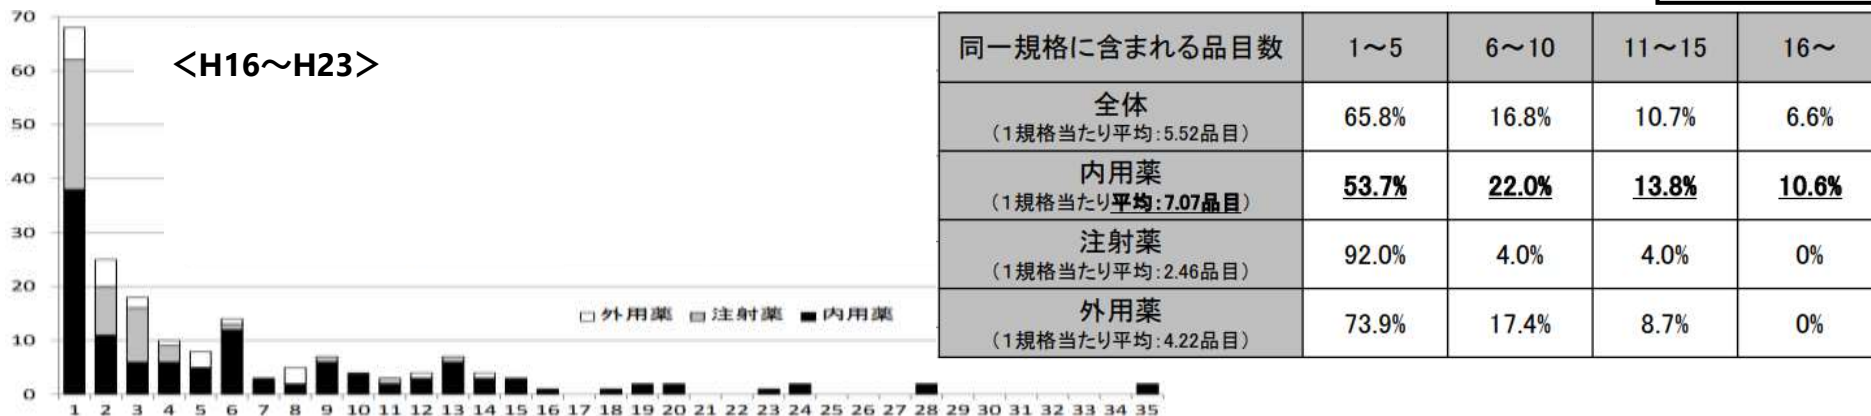 <H16～H23>
70
60
50
40
30
20
10
0
1 2 3 4 5 6 7 8 9 10 11 12 13 14 15 16 17 18 19 20 21 22 23 24 25 26 27 28 29 30 31 32 33 34 35
□外用薬 ■注射薬 ■内用薬
同一規格に含まれる品目数 1～5 6～10 11～15 16～
全体
（1規格当たり平均：5.52品目） 65.8% 16.8% 10.7% 6.6%
内用薬
（1規格当たり平均：7.07品目） 53.7% 22.0% 13.8% 10.6%
注射薬
（1規格当たり平均：2.46品目） 92.0% 4.0% 4.0% 0%
外用薬
（1規格当たり平均：4.22品目） 73.9% 17.4% 8.7% 0%